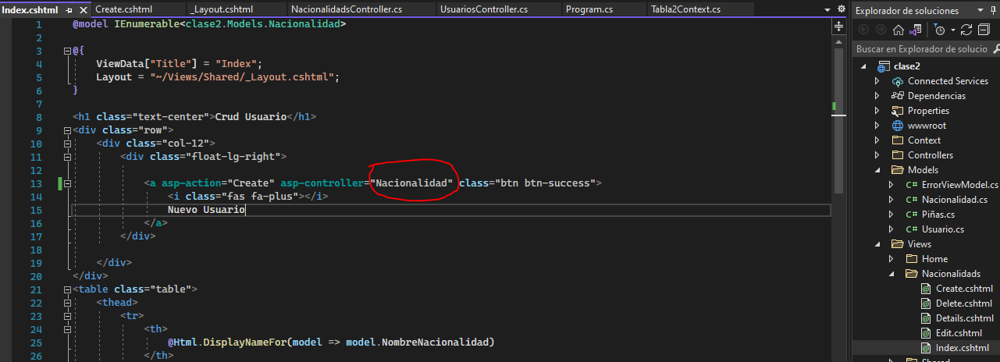 Index.cshtml
Create.cshtml
_Layout.cshtml
NacionalidadsController.cs
UsuariosController.cs
Program.cs
Tabla2Context.cs
1 @model IEnumerable<clase2.Models.Nacionalidad>
2
3 @{
4 ViewData["Title"] = "Index";
5 Layout = "~/Views/Shared/_Layout.cshtml";
6 }
7
8 <h1 class="text-center">Crud Usuario</h1>
9 <div class="row">
10 <div class="col-12">
11 <div class="float-lg-right">
12
13 <a asp-action="Create" asp-controller="Nacionalidad" class="btn btn-success">
14 <i class="fas fa-plus"></i>
15 Nuevo Usuario
16 </a>
17 </div>
18
19 </div>
20 </div>
21 <table class="table">
22 <thead>
23 <tr>
24 <th>
25 @Html.DisplayNameFor(model => model.NombreNacionalidad)
26 </th>
Explorador de soluciones
Buscar en Explorador de solucio
clase2
Connected Services
Dependencias
Properties
wwwroot
Context
Controllers
Models
C# ErrorViewModel.cs
C# Nacionalidad.cs
C# Piñas.cs
C# Usuario.cs
Views
Home
Nacionalidads
Create.cshtml
Delete.cshtml
Details.cshtml
Edit.cshtml
Index.cshtml
Shared